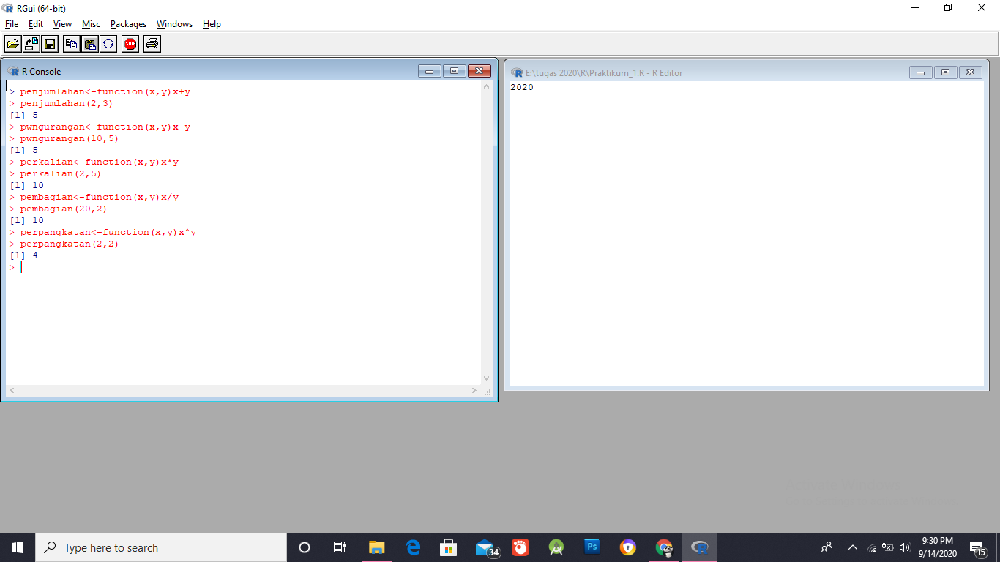 RGui (64-bit)
File Edit View Misc Packages Windows Help
STOP
R Console
> penjumlahan<-function(x,y)x+y
> penjumlahan(2,3)
[1] 5
> pwngurangan<-function(x,y)x-y
> pwngurangan(10,5)
[1] 5
> perkalian<-function(x,y)x*y
> perkalian(2,5)
[1] 10
> pembagian<-function(x,y)x/y
> pembagian(20,2)
[1] 10
> perpangkatan<-function(x,y)x^y
> perpangkatan(2,2)
[1] 4
>
E:\tugas 2020\R\Praktikum_1.R - R Editor
2020
Type here to search
34
Ps
9:30 PM
9/14/2020
15